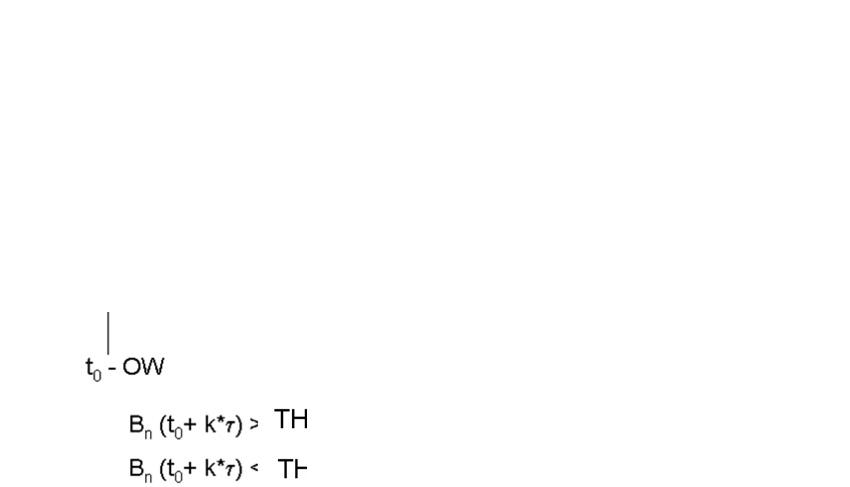 t₀ - OW
Bₙ (t₀+ k*τ) > TH
Bₙ (t₀+ k*τ) < TH